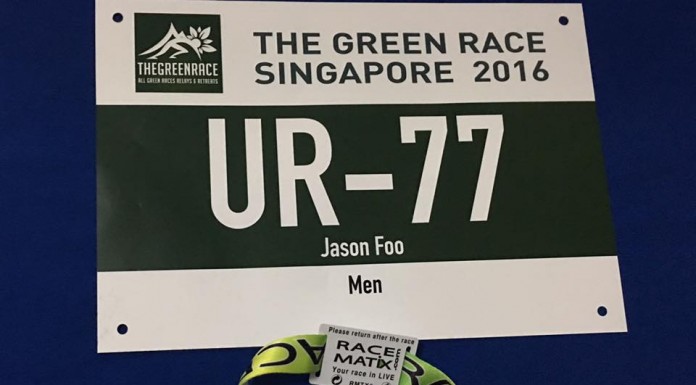 THEGREENRACE
ALL GREEN RACES RELAYS & RETREATS
THE GREEN RACE
SINGAPORE 2016
UR-77
Jason Foo
Men
Please return after the race
RACE
MATIX.com
Your race in LIVE